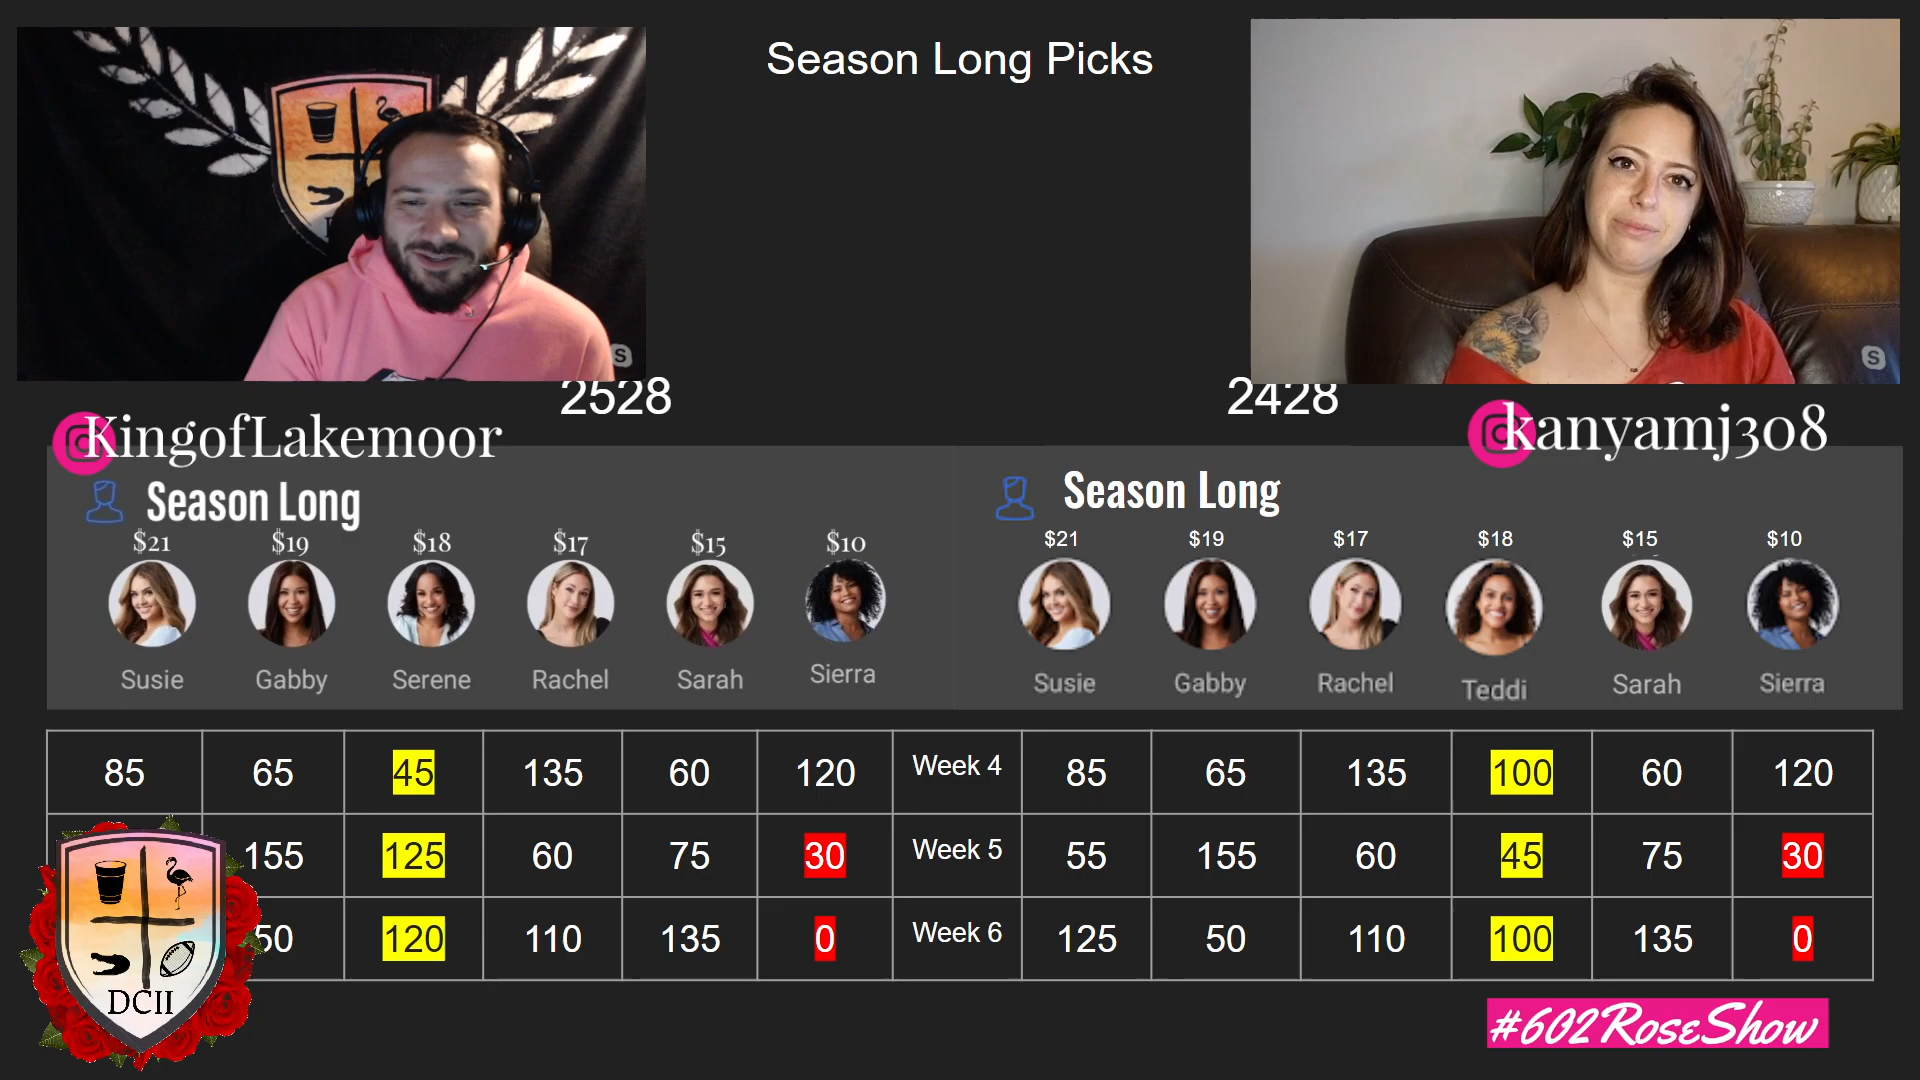 Season Long Picks
2528
2428
KingofLakemoor
kanyamj308
Season Long
$21 $19 $18 $17 $15 $10
Susie Gabby Serene Rachel Sarah Sierra
Season Long
$21 $19 $17 $18 $15 $10
Susie Gabby Rachel Teddi Sarah Sierra
85 65 45 135 60 120 Week 4 85 65 135 100 60 120
155 125 60 75 30 Week 5 55 155 60 45 75 30
50 120 110 135 0 Week 6 125 50 110 100 135 0
DCII
#602RoseShow